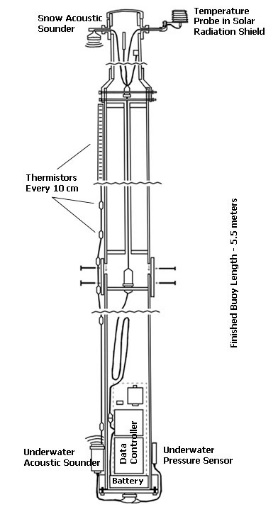 Snow Acoustic
Sounder
Temperature
Probe in Solar
Radiation Shield
Thermistors
Every 10 cm
Finished Buoy Length - 5.5 meters
Data
Controller
Underwater
Acoustic Sounder
Underwater
Pressure Sensor
Battery